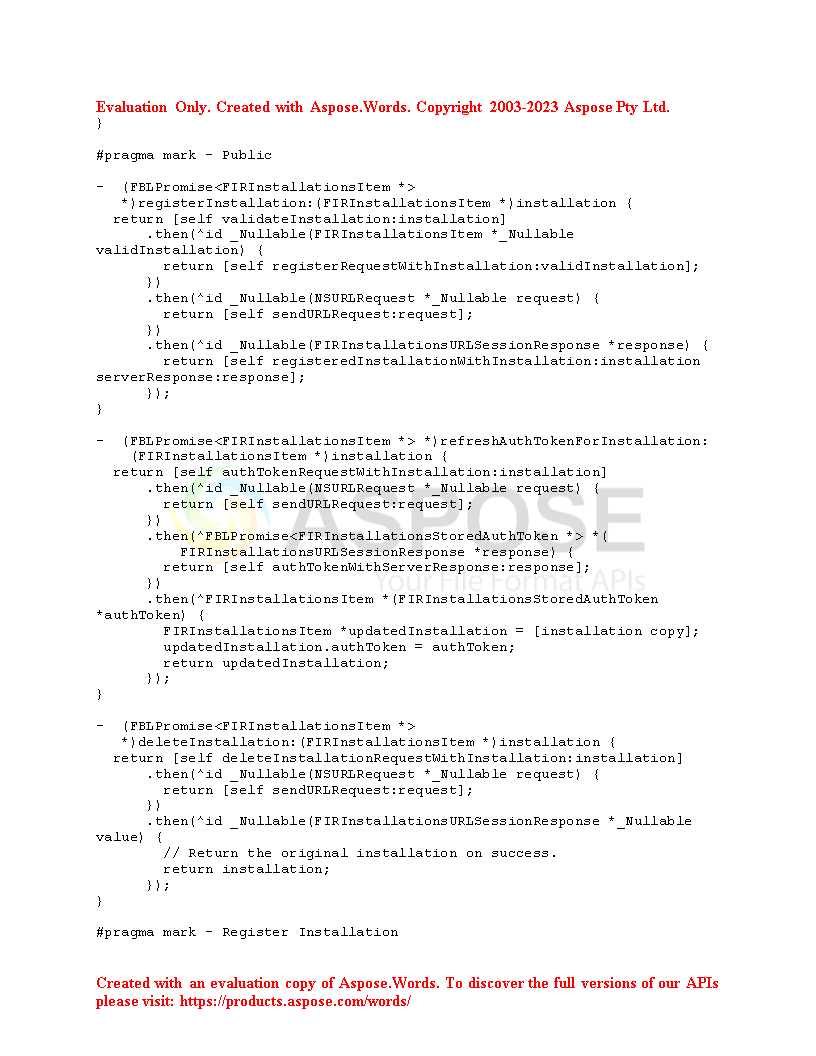 Evaluation Only. Created with Aspose.Words. Copyright 2003-2023 Aspose Pty Ltd.
}
#pragma mark - Public
- (FBLPromise<FIRInstallationsItem *>
*)registerInstallation:(FIRInstallationsItem *)installation {
return [self validateInstallation:installation]
.then(^id _Nullable(FIRInstallationsItem *_Nullable
validInstallation) {
return [self registerRequestWithInstallation:validInstallation];
})
.then(^id _Nullable(NSURLRequest *_Nullable request) {
return [self sendURLRequest:request];
})
.then(^id _Nullable(FIRInstallationsURLSessionResponse *response) {
return [self registeredInstallationWithInstallation:installation
serverResponse:response];
});
}
- (FBLPromise<FIRInstallationsItem *> *)refreshAuthTokenForInstallation:
(FIRInstallationsItem *)installation {
return [self authTokenRequestWithInstallation:installation]
.then(^id _Nullable(NSURLRequest *_Nullable request) {
return [self sendURLRequest:request];
})
.then(^FBLPromise<FIRInstallationsStoredAuthToken *> *(
FIRInstallationsURLSessionResponse *response) {
return [self authTokenWithServerResponse:response];
})
.then(^FIRInstallationsItem *(FIRInstallationsStoredAuthToken
*authToken) {
FIRInstallationsItem *updatedInstallation = [installation copy];
updatedInstallation.authToken = authToken;
return updatedInstallation;
});
}
- (FBLPromise<FIRInstallationsItem *>
*)deleteInstallation:(FIRInstallationsItem *)installation {
return [self deleteInstallationRequestWithInstallation:installation]
.then(^id _Nullable(NSURLRequest *_Nullable request) {
return [self sendURLRequest:request];
})
.then(^id _Nullable(FIRInstallationsURLSessionResponse *_Nullable
value) {
// Return the original installation on success.
return installation;
});
}
#pragma mark - Register Installation
Created with an evaluation copy of Aspose.Words. To discover the full versions of our APIs
please visit: https://products.aspose.com/words/
ASPOSE
Your File Format APIs